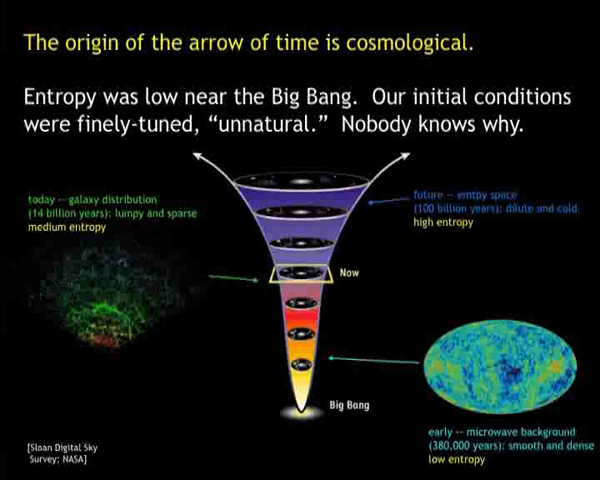 The origin of the arrow of time is cosmological.
Entropy was low near the Big Bang. Our initial conditions
were finely-tuned, “unnatural.” Nobody knows why.
today -- galaxy distribution
(14 billion years): lumpy and sparse
medium entropy
future -- emtpy space
(100 billion years): dilute and cold
high entropy
Now
Big Bang
early -- microwave background
(380,000 years): smooth and dense
low entropy
[Sloan Digital Sky
Survey; NASA]